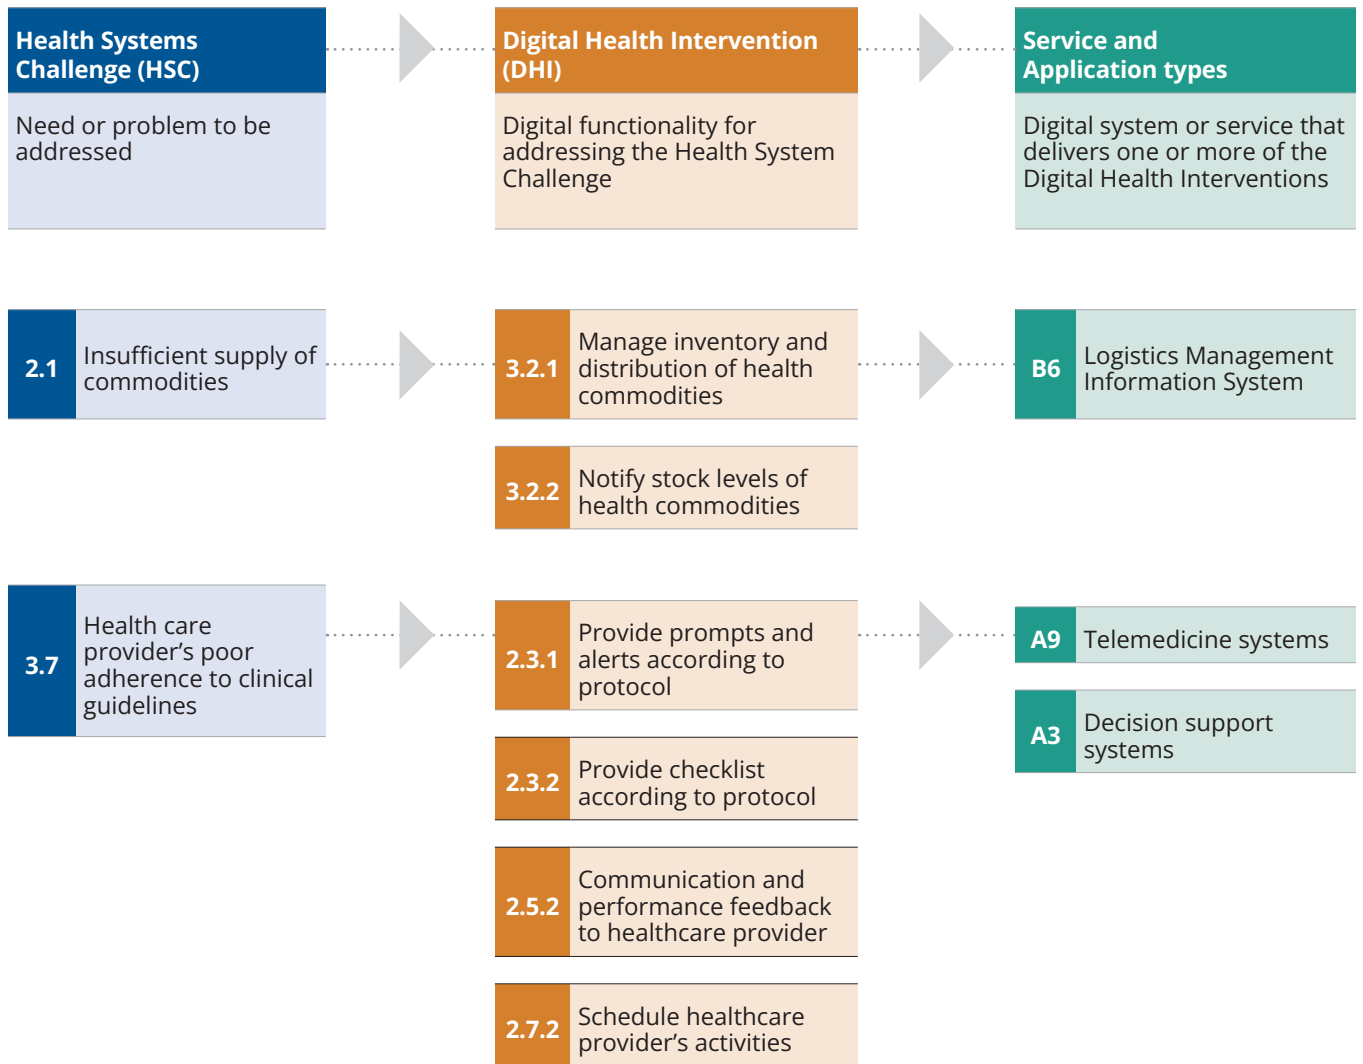 Health Systems
Challenge (HSC)
Digital Health Intervention
(DHI)
Service and
Application types
Need or problem to be
addressed
Digital functionality for
addressing the Health System
Challenge
Digital system or service that
delivers one or more of the
Digital Health Interventions
2.1
Insufficient supply of
commodities
3.2.1
Manage inventory and
distribution of health
commodities
B6
Logistics Management
Information System
3.2.2
Notify stock levels of
health commodities
3.7
Health care
provider's poor
adherence to clinical
guidelines
2.3.1
Provide prompts and
alerts according to
protocol
A9
Telemedicine systems
A3
Decision support
systems
2.3.2
Provide checklist
according to protocol
2.5.2
Communication and
performance feedback
to healthcare provider
2.7.2
Schedule healthcare
provider's activities